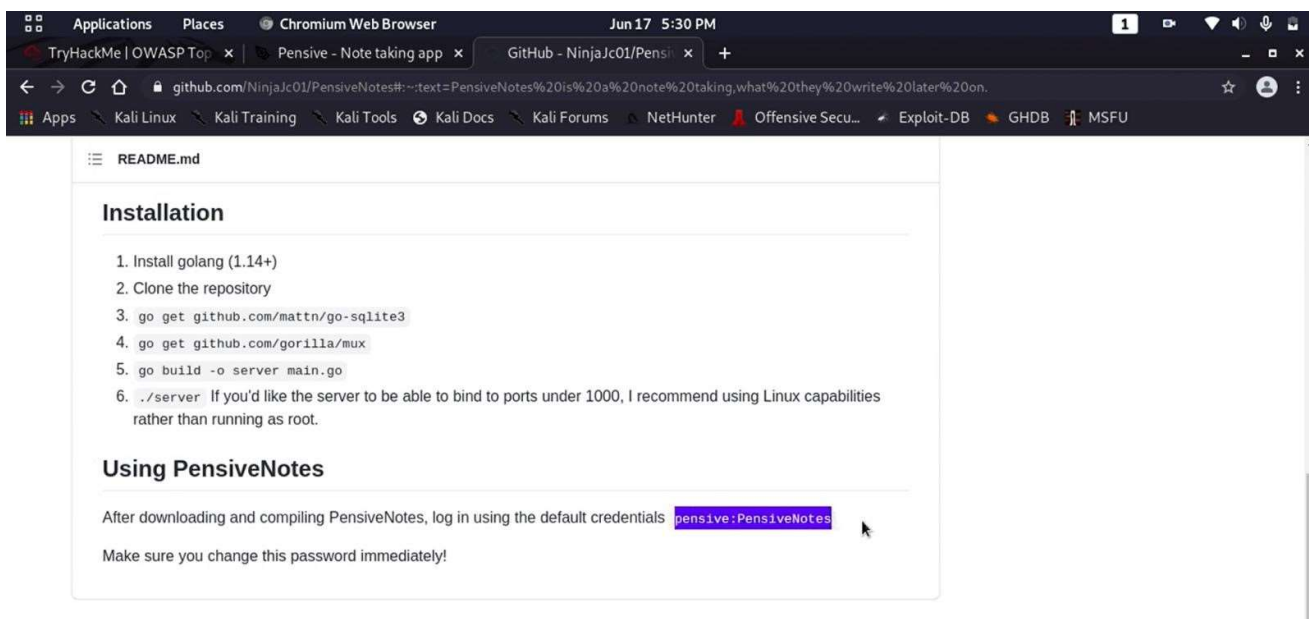 Applications Places Chromium Web Browser Jun 17 5:30 PM 1
TryHackMe | OWASP Top Pensive - Note taking app GitHub - NinjaJc01/Pensi
github.com/NinjaJc01/PensiveNotes#:~:text=PensiveNotes%20is%20a%20note%20taking,what%20they%20write%20later%20on.
Apps Kali Linux Kali Training Kali Tools Kali Docs Kali Forums NetHunter Offensive Secu... Exploit-DB GHDB MSFU
README.md
Installation
1. Install golang (1.14+)
2. Clone the repository
3. go get github.com/mattn/go-sqlite3
4. go get github.com/gorilla/mux
5. go build -o server main.go
6. ./server If you'd like the server to be able to bind to ports under 1000, I recommend using Linux capabilities
rather than running as root.
Using PensiveNotes
After downloading and compiling PensiveNotes, log in using the default credentials pensive:PensiveNotes
Make sure you change this password immediately!